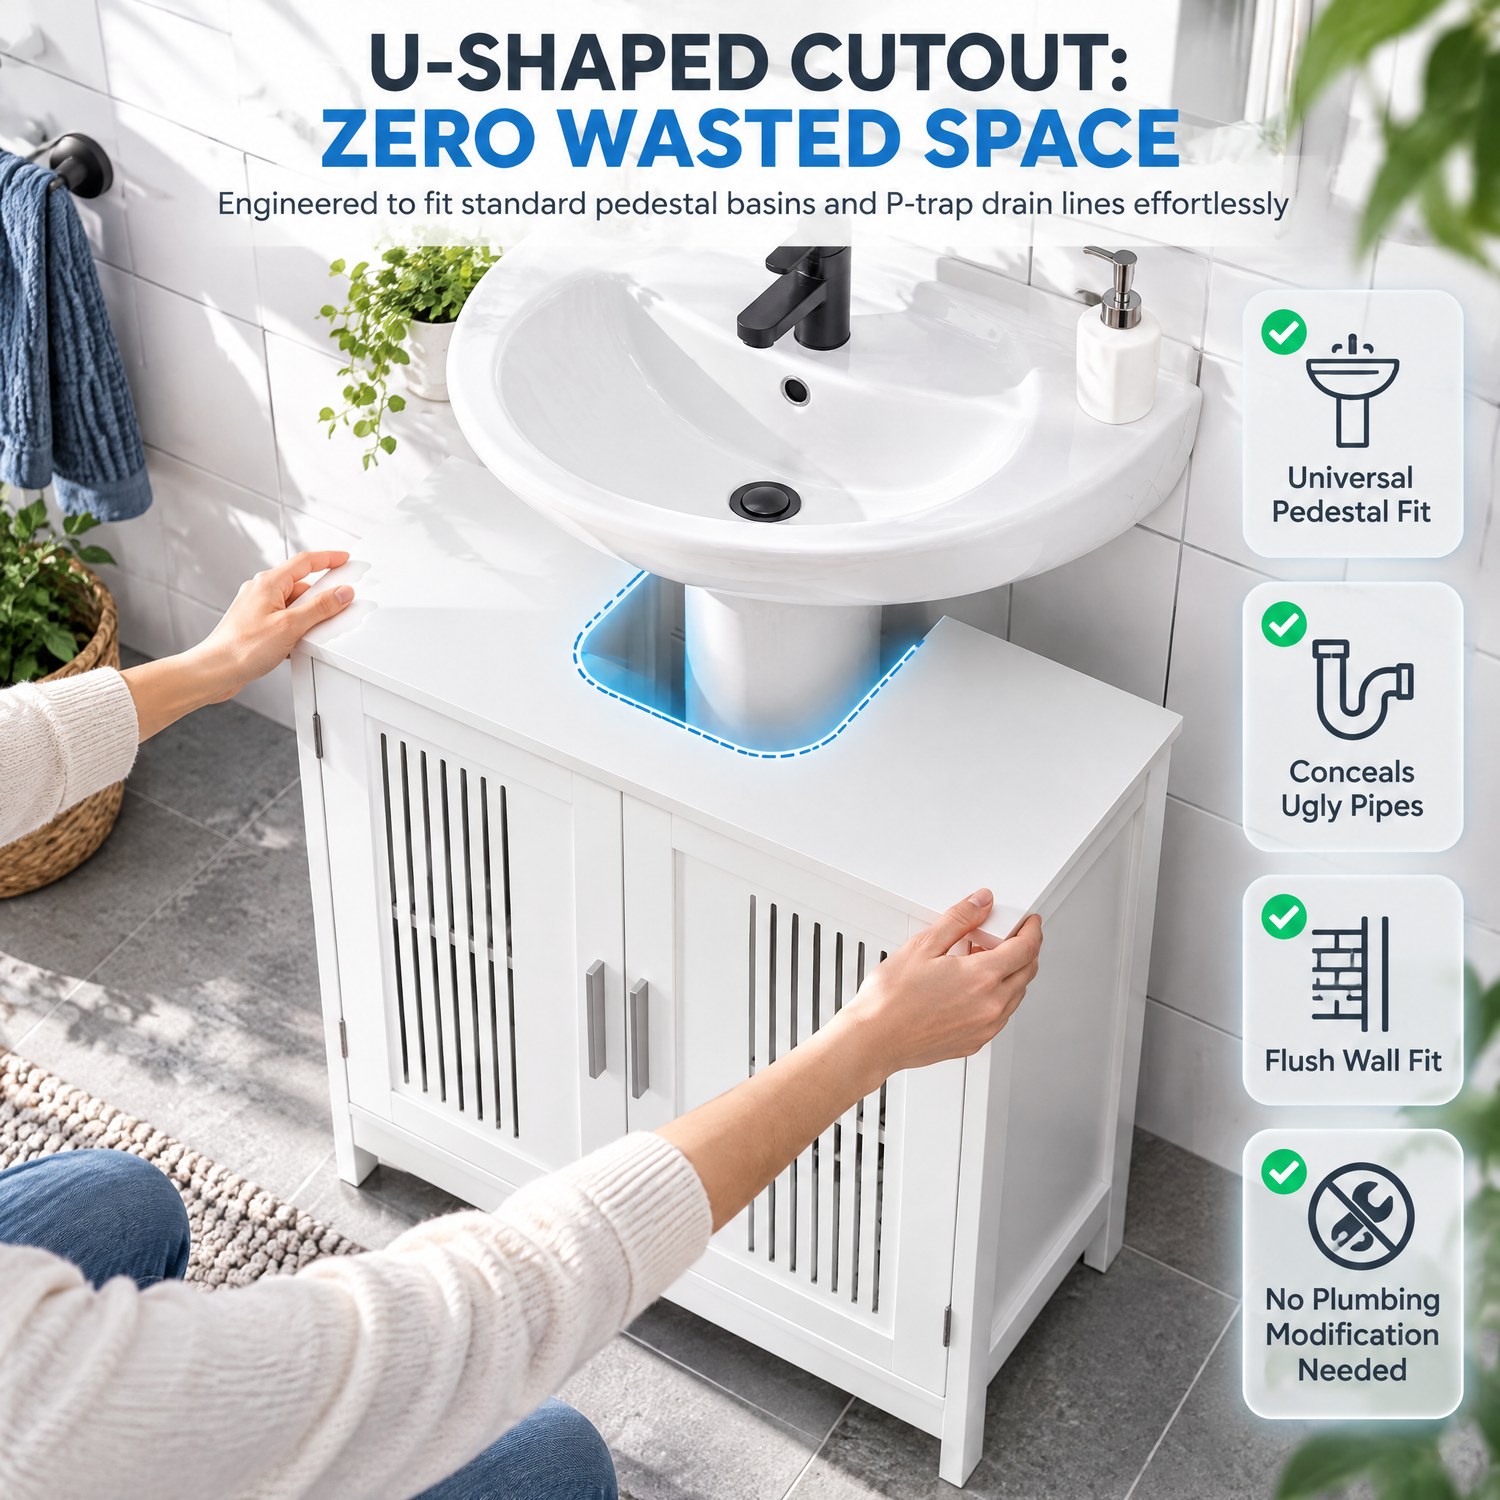 U-SHAPED CUTOUT:
ZERO WASTED SPACE
Engineered to fit standard pedestal basins and P-trap drain lines effortlessly
Universal
Pedestal Fit
Conceals
Ugly Pipes
Flush Wall Fit
No Plumbing
Modification
Needed